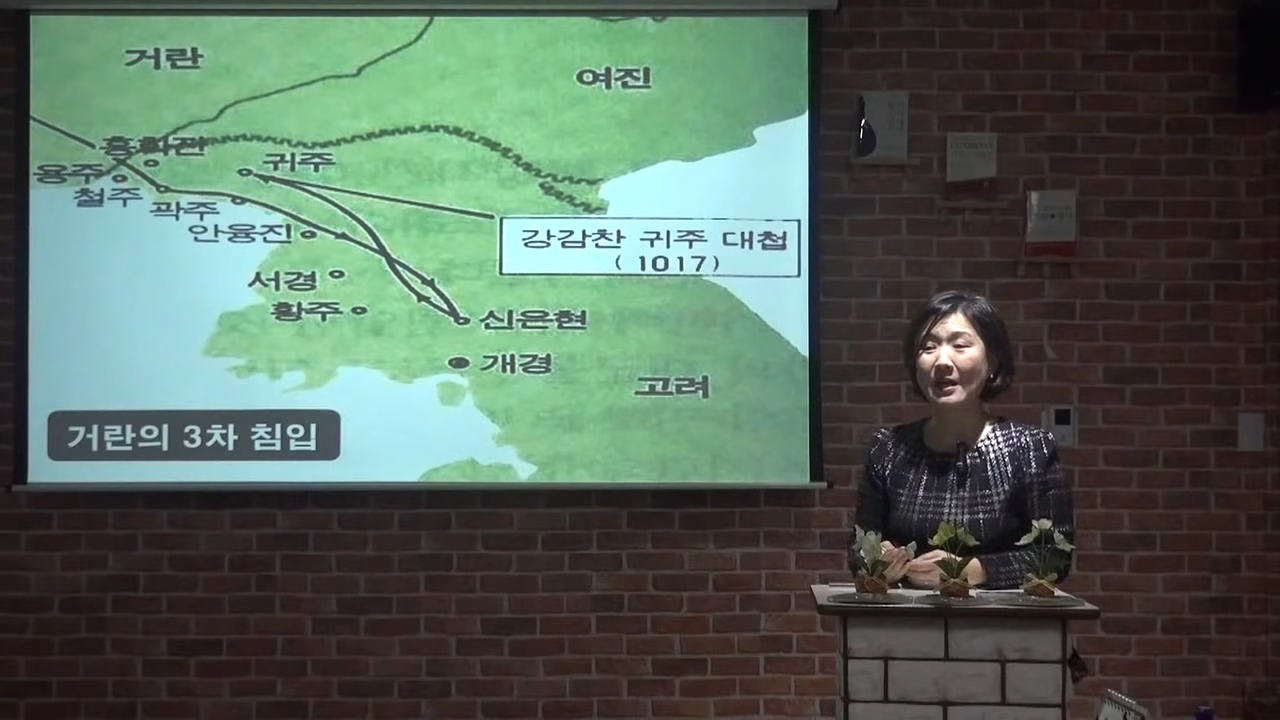 거란
여진
흥화진
귀주
용주
철주
곽주
안융진
강감찬 귀주 대첩
( 1017)
서경
황주
신은현
개경
고려
거란의 3차 침입